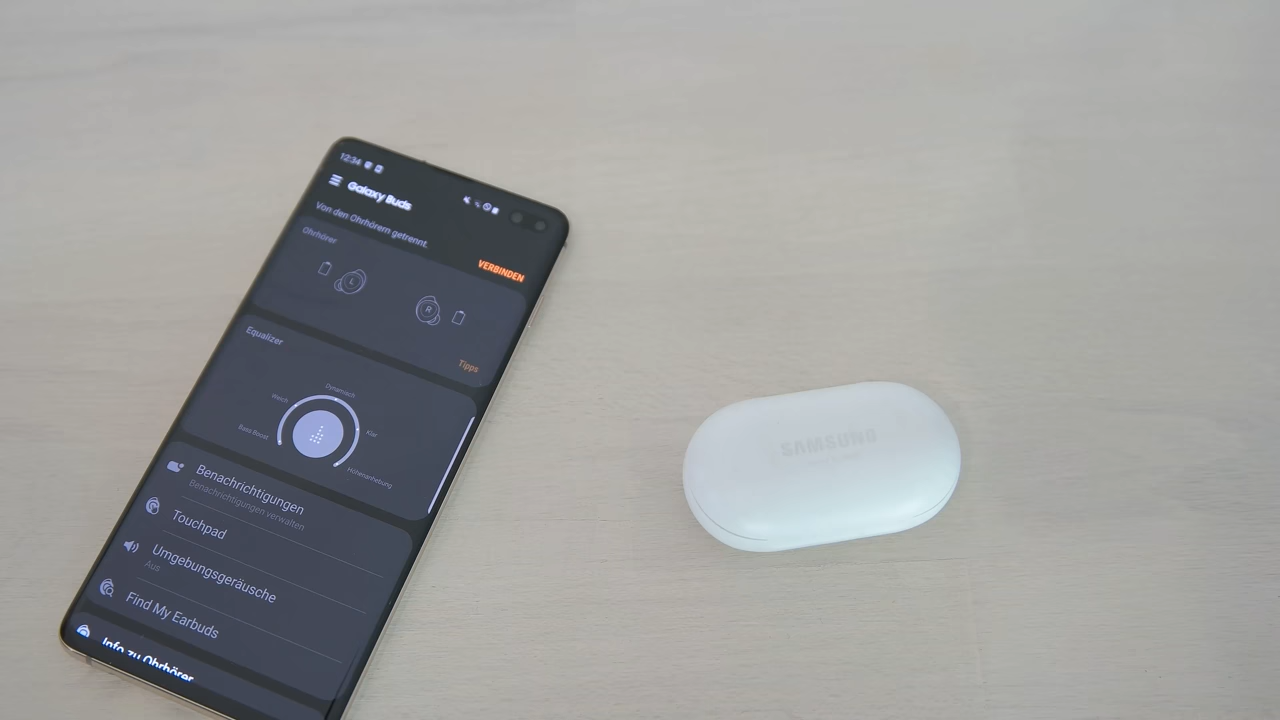 12:34
Galaxy Buds
Von den Ohrhörern getrennt.
VERBINDEN
Ohrhörer
L
R
Tipps
Equalizer
Dynamisch
Weich
Klar
Bass-Boost
Höhenanhebung
Benachrichtigungen
Benachrichtigungen verwalten
Touchpad
Umgebungsgeräusche
Aus
Find My Earbuds
Info zu Ohrhörer
SAMSUNG